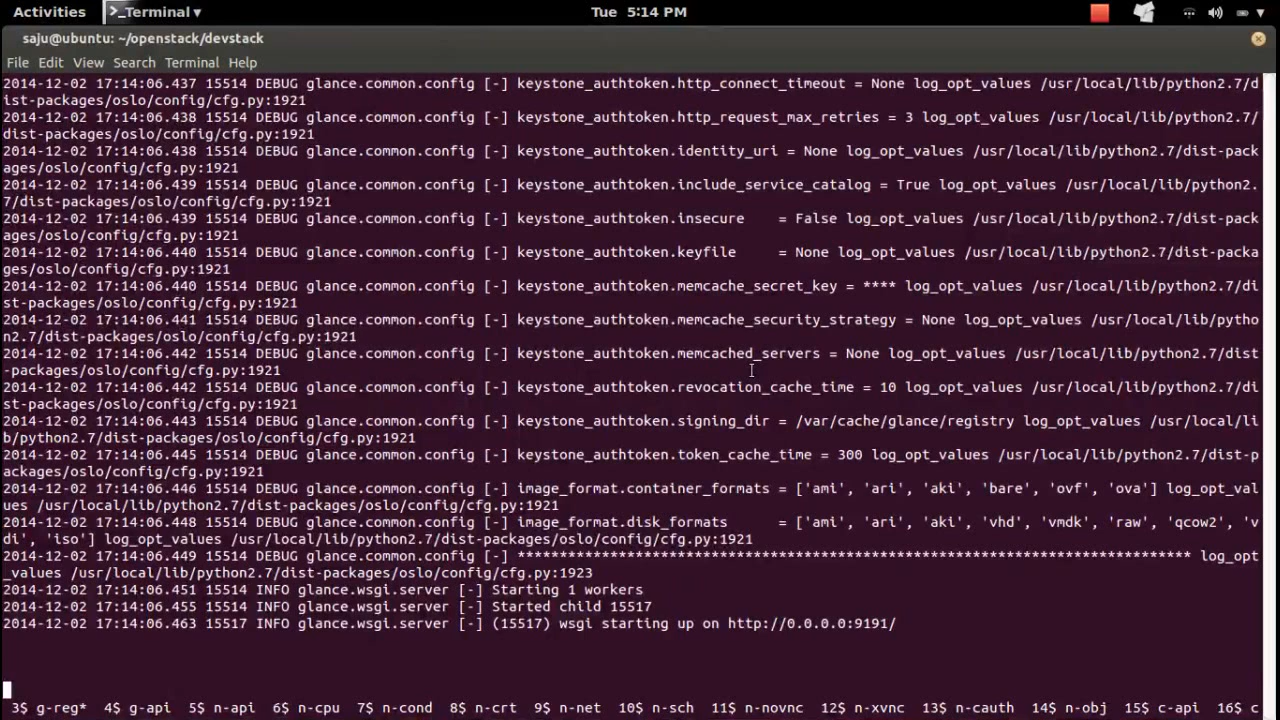 Activities
>_Terminal ▾
Tue 5:14 PM
saju@ubuntu: ~/openstack/devstack
File Edit View Search Terminal Help
2014-12-02 17:14:06.437 15514 DEBUG glance.common.config [-] keystone_authtoken.http_connect_timeout = None log_opt_values /usr/local/lib/python2.7/d
ist-packages/oslo/config/cfg.py:1921
2014-12-02 17:14:06.438 15514 DEBUG glance.common.config [-] keystone_authtoken.http_request_max_retries = 3 log_opt_values /usr/local/lib/python2.7/
dist-packages/oslo/config/cfg.py:1921
2014-12-02 17:14:06.438 15514 DEBUG glance.common.config [-] keystone_authtoken.identity_uri = None log_opt_values /usr/local/lib/python2.7/dist-pack
ages/oslo/config/cfg.py:1921
2014-12-02 17:14:06.439 15514 DEBUG glance.common.config [-] keystone_authtoken.include_service_catalog = True log_opt_values /usr/local/lib/python2.
7/dist-packages/oslo/config/cfg.py:1921
2014-12-02 17:14:06.439 15514 DEBUG glance.common.config [-] keystone_authtoken.insecure    = False log_opt_values /usr/local/lib/python2.7/dist-pack
ages/oslo/config/cfg.py:1921
2014-12-02 17:14:06.440 15514 DEBUG glance.common.config [-] keystone_authtoken.keyfile     = None log_opt_values /usr/local/lib/python2.7/dist-packa
ges/oslo/config/cfg.py:1921
2014-12-02 17:14:06.440 15514 DEBUG glance.common.config [-] keystone_authtoken.memcache_secret_key = **** log_opt_values /usr/local/lib/python2.7/di
st-packages/oslo/config/cfg.py:1921
2014-12-02 17:14:06.441 15514 DEBUG glance.common.config [-] keystone_authtoken.memcache_security_strategy = None log_opt_values /usr/local/lib/pytho
n2.7/dist-packages/oslo/config/cfg.py:1921
2014-12-02 17:14:06.442 15514 DEBUG glance.common.config [-] keystone_authtoken.memcached_servers = None log_opt_values /usr/local/lib/python2.7/dist
-packages/oslo/config/cfg.py:1921
2014-12-02 17:14:06.442 15514 DEBUG glance.common.config [-] keystone_authtoken.revocation_cache_time = 10 log_opt_values /usr/local/lib/python2.7/di
st-packages/oslo/config/cfg.py:1921
2014-12-02 17:14:06.443 15514 DEBUG glance.common.config [-] keystone_authtoken.signing_dir = /var/cache/glance/registry log_opt_values /usr/local/li
b/python2.7/dist-packages/oslo/config/cfg.py:1921
2014-12-02 17:14:06.445 15514 DEBUG glance.common.config [-] keystone_authtoken.token_cache_time = 300 log_opt_values /usr/local/lib/python2.7/dist-p
ackages/oslo/config/cfg.py:1921
2014-12-02 17:14:06.446 15514 DEBUG glance.common.config [-] image_format.container_formats = ['ami', 'ari', 'aki', 'bare', 'ovf', 'ova'] log_opt_val
ues /usr/local/lib/python2.7/dist-packages/oslo/config/cfg.py:1921
2014-12-02 17:14:06.448 15514 DEBUG glance.common.config [-] image_format.disk_formats      = ['ami', 'ari', 'aki', 'vhd', 'vmdk', 'raw', 'qcow2', 'v
di', 'iso'] log_opt_values /usr/local/lib/python2.7/dist-packages/oslo/config/cfg.py:1921
2014-12-02 17:14:06.449 15514 DEBUG glance.common.config [-] ******************************************************************************** log_opt
_values /usr/local/lib/python2.7/dist-packages/oslo/config/cfg.py:1923
2014-12-02 17:14:06.451 15514 INFO glance.wsgi.server [-] Starting 1 workers
2014-12-02 17:14:06.455 15514 INFO glance.wsgi.server [-] Started child 15517
2014-12-02 17:14:06.463 15517 INFO glance.wsgi.server [-] (15517) wsgi starting up on http://0.0.0.0:9191/
3$ g-reg* 4$ g-api 5$ n-api 6$ n-cpu 7$ n-cond 8$ n-crt 9$ n-net 10$ n-sch 11$ n-novnc 12$ n-xvnc 13$ n-cauth 14$ n-obj 15$ c-api 16$ c